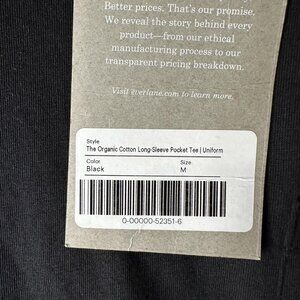 Better prices. That's our promise.
We reveal the story behind every
product—from our ethical
manufacturing process to our
transparent pricing breakdown.
Visit everlane.com to learn more.
Style
The Organic Cotton Long-Sleeve Pocket Tee | Uniform
Color Size
Black M
0-00000-52351-6